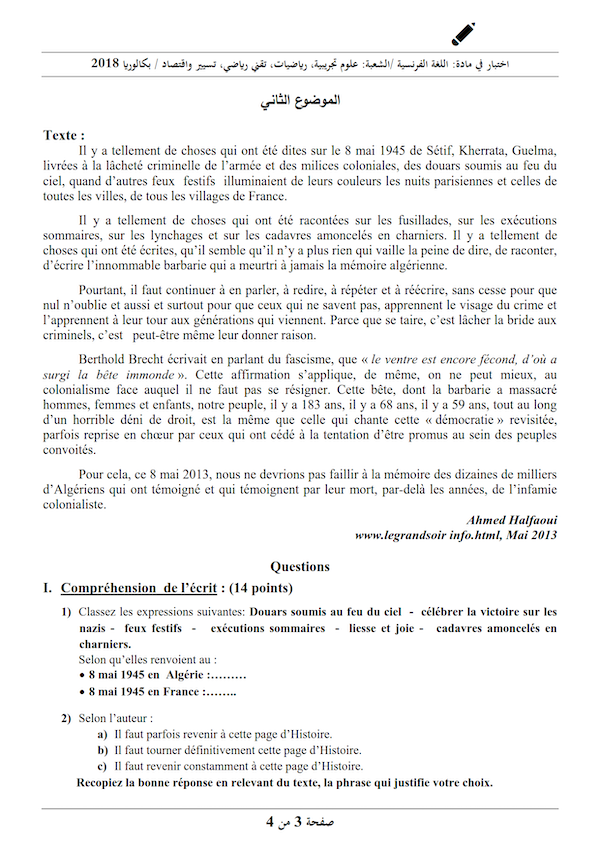 اختبار في مادة: اللغة الفرنسية /الشعبة: علوم تجريبية، رياضيات، تقني رياضي، تسيير واقتصاد / بكالوريا 2018
الموضوع الثاني
Texte :
Il y a tellement de choses qui ont été dites sur le 8 mai 1945 de Sétif, Kherrata, Guelma,
livrées à la lâcheté criminelle de l’armée et des milices coloniales, des douars soumis au feu du
ciel, quand d’autres feux festifs illuminaient de leurs couleurs les nuits parisiennes et celles de
toutes les villes, de tous les villages de France.
Il y a tellement de choses qui ont été racontées sur les fusillades, sur les exécutions
sommaires, sur les lynchages et sur les cadavres amoncelés en charniers. Il y a tellement de
choses qui ont été écrites, qu’il semble qu’il n’y a plus rien qui vaille la peine de dire, de raconter,
d’écrire l’innommable barbarie qui a meurtri à jamais la mémoire algérienne.
Pourtant, il faut continuer à en parler, à redire, à répéter et à réécrire, sans cesse pour que
nul n’oublie et aussi et surtout pour que ceux qui ne savent pas, apprennent le visage du crime et
l’apprennent à leur tour aux générations qui viennent. Parce que se taire, c’est lâcher la bride aux
criminels, c’est peut-être même leur donner raison.
Berthold Brecht écrivait en parlant du fascisme, que « le ventre est encore fécond, d’où a
surgi la bête immonde ». Cette affirmation s’applique, de même, on ne peut mieux, au
colonialisme face auquel il ne faut pas se résigner. Cette bête, dont la barbarie a massacré
hommes, femmes et enfants, notre peuple, il y a 183 ans, il y a 68 ans, il y a 59 ans, tout au long
d’un horrible déni de droit, est la même que celle qui chante cette « démocratie » revisitée,
parfois reprise en chœur par ceux qui ont cédé à la tentation d’être promus au sein des peuples
convoités.
Pour cela, ce 8 mai 2013, nous ne devrions pas faillir à la mémoire des dizaines de milliers
d’Algériens qui ont témoigné et qui témoignent par leur mort, par-delà les années, de l’infamie
colonialiste.
Ahmed Halfaoui
www.legrandsoir info.html, Mai 2013
Questions
I. Compréhension de l’écrit : (14 points)
1) Classez les expressions suivantes: Douars soumis au feu du ciel - célébrer la victoire sur les
nazis - feux festifs - exécutions sommaires - liesse et joie - cadavres amoncelés en
charniers.
Selon qu’elles renvoient au :
• 8 mai 1945 en Algérie :………
• 8 mai 1945 en France :……..
2) Selon l’auteur :
a) Il faut parfois revenir à cette page d’Histoire.
b) Il faut tourner définitivement cette page d’Histoire.
c) Il faut revenir constamment à cette page d’Histoire.
Recopiez la bonne réponse en relevant du texte, la phrase qui justifie votre choix.
صفحة 3 من 4